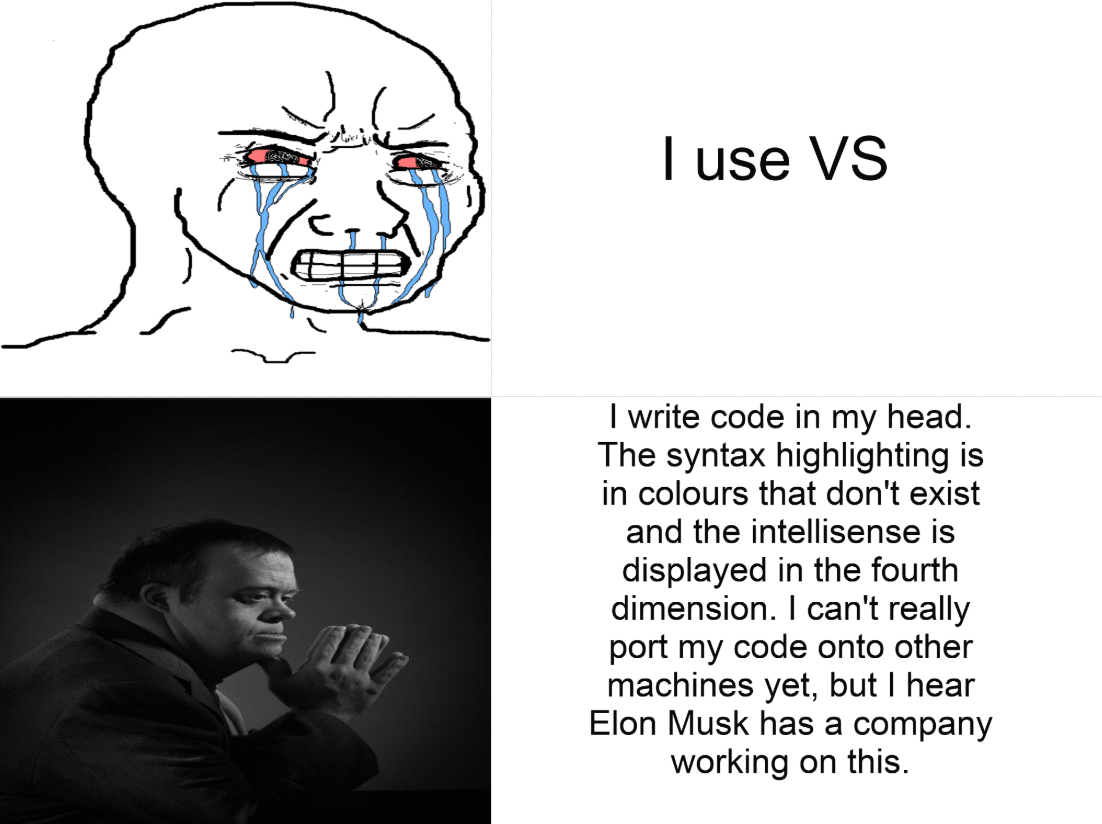 I use VS
I write code in my head.
The syntax highlighting is
in colours that don't exist
and the intellisense is
displayed in the fourth
dimension. I can't really
port my code onto other
machines yet, but I hear
Elon Musk has a company
working on this.